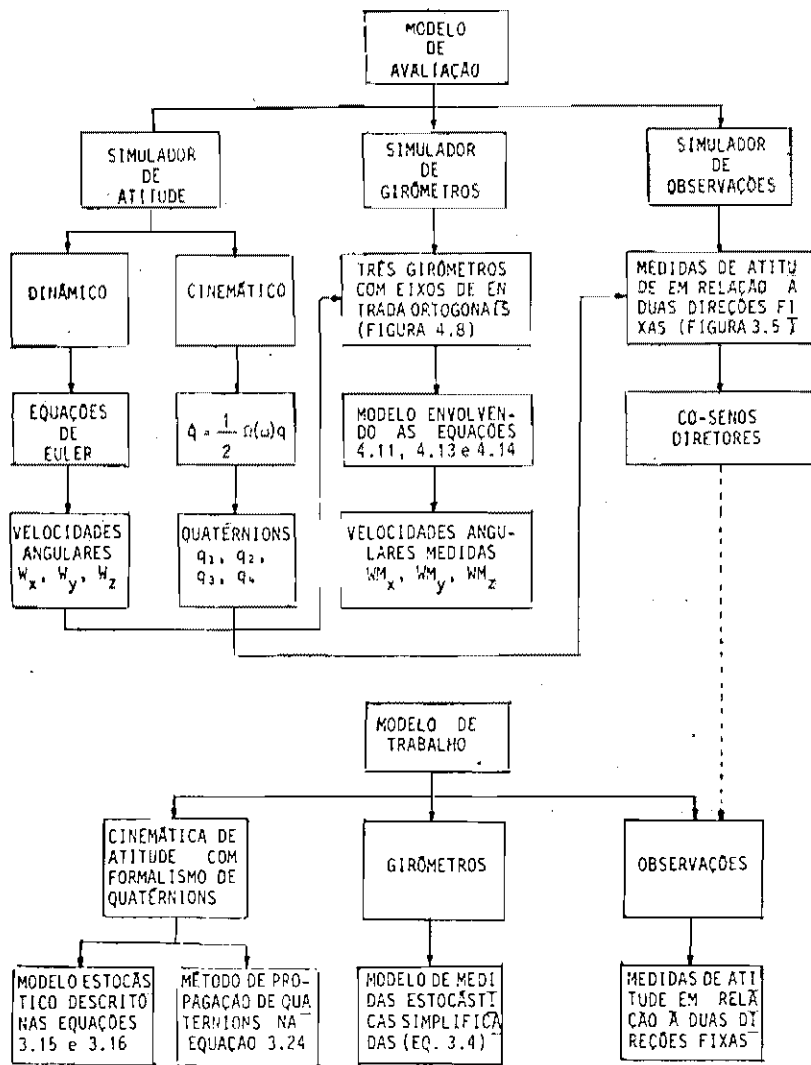 MODELO
DE
AVALIAÇÃO
SIMULADOR
DE
ATITUDE
SIMULADOR
DE
GIRÔMETROS
SIMULADOR
DE
OBSERVAÇÕES
DINÂMICO
CINEMÁTICO
TRÊS GIRÔMETROS
COM EIXOS DE EN
TRADA ORTOGONAIS
(FIGURA 4.8)
MEDIDAS DE ATITU
DE EM RELAÇÃO A
DUAS DIREÇÕES FI
XAS (FIGURA 3.5)
EQUAÇÕES
DE
EULER
q̇ = 1/2 Ω(ω)q
MODELO ENVOLVEN-
DO AS EQUAÇÕES
4.11, 4.13 e 4.14
CO-SENOS
DIRETORES
VELOCIDADES
ANGULARES
Wx, Wy, Wz
QUATÉRNIONS
q1, q2,
q3, q4
VELOCIDADES ANGU-
LARES MEDIDAS
WMx, WMy, WMz
MODELO DE
TRABALHO
CINEMÁTICA DE
ATITUDE COM
FORMALISMO DE
QUATÉRNIONS
GIRÔMETROS
OBSERVAÇÕES
MODELO ESTOCÁS
TICO DESCRITO
NAS EQUAÇÕES
3.15 e 3.16
MÉTODO DE PRO-
PAGAÇÃO DE QUA
TERNIONS NA
EQUAÇÃO 3.24
MODELO DE MEDI
DAS ESTOCÁSTI
CAS SIMPLIFICA
DAS (EQ. 3.4)
MEDIDAS DE ATI
TUDE EM RELA
ÇÃO À DUAS DI
REÇÕES FIXAS